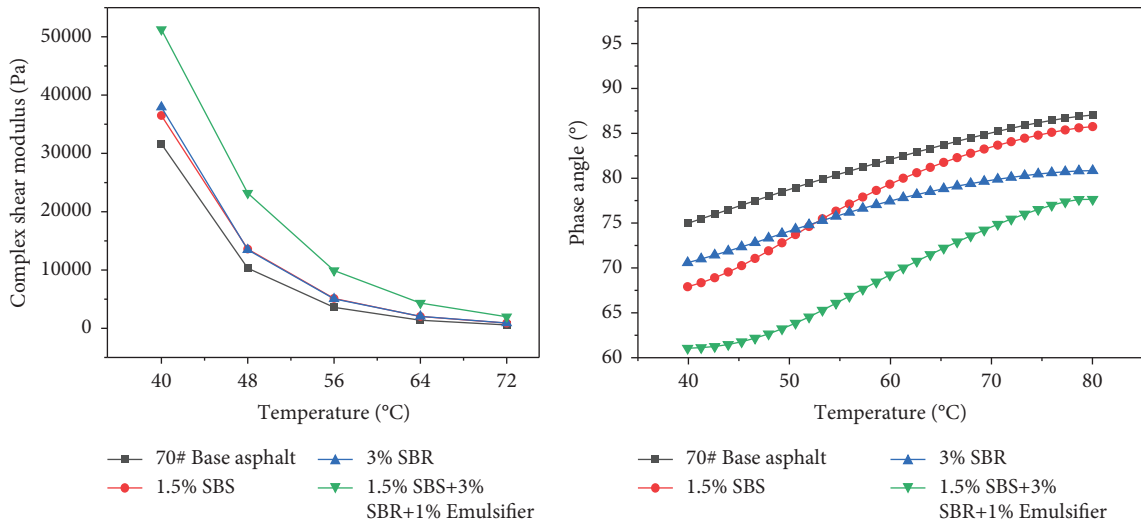 Complex shear modulus (Pa)
50000
40000
30000
20000
10000
0
40
48
56
64
72
Temperature (°C)
70# Base asphalt
3% SBR
1.5% SBS
1.5% SBS+3%
SBR+1% Emulsifier
Phase angle (°)
95
90
85
80
75
70
65
60
40
50
60
70
80
Temperature (°C)
70# Base asphalt
3% SBR
1.5% SBS
1.5% SBS+3%
SBR+1% Emulsifier